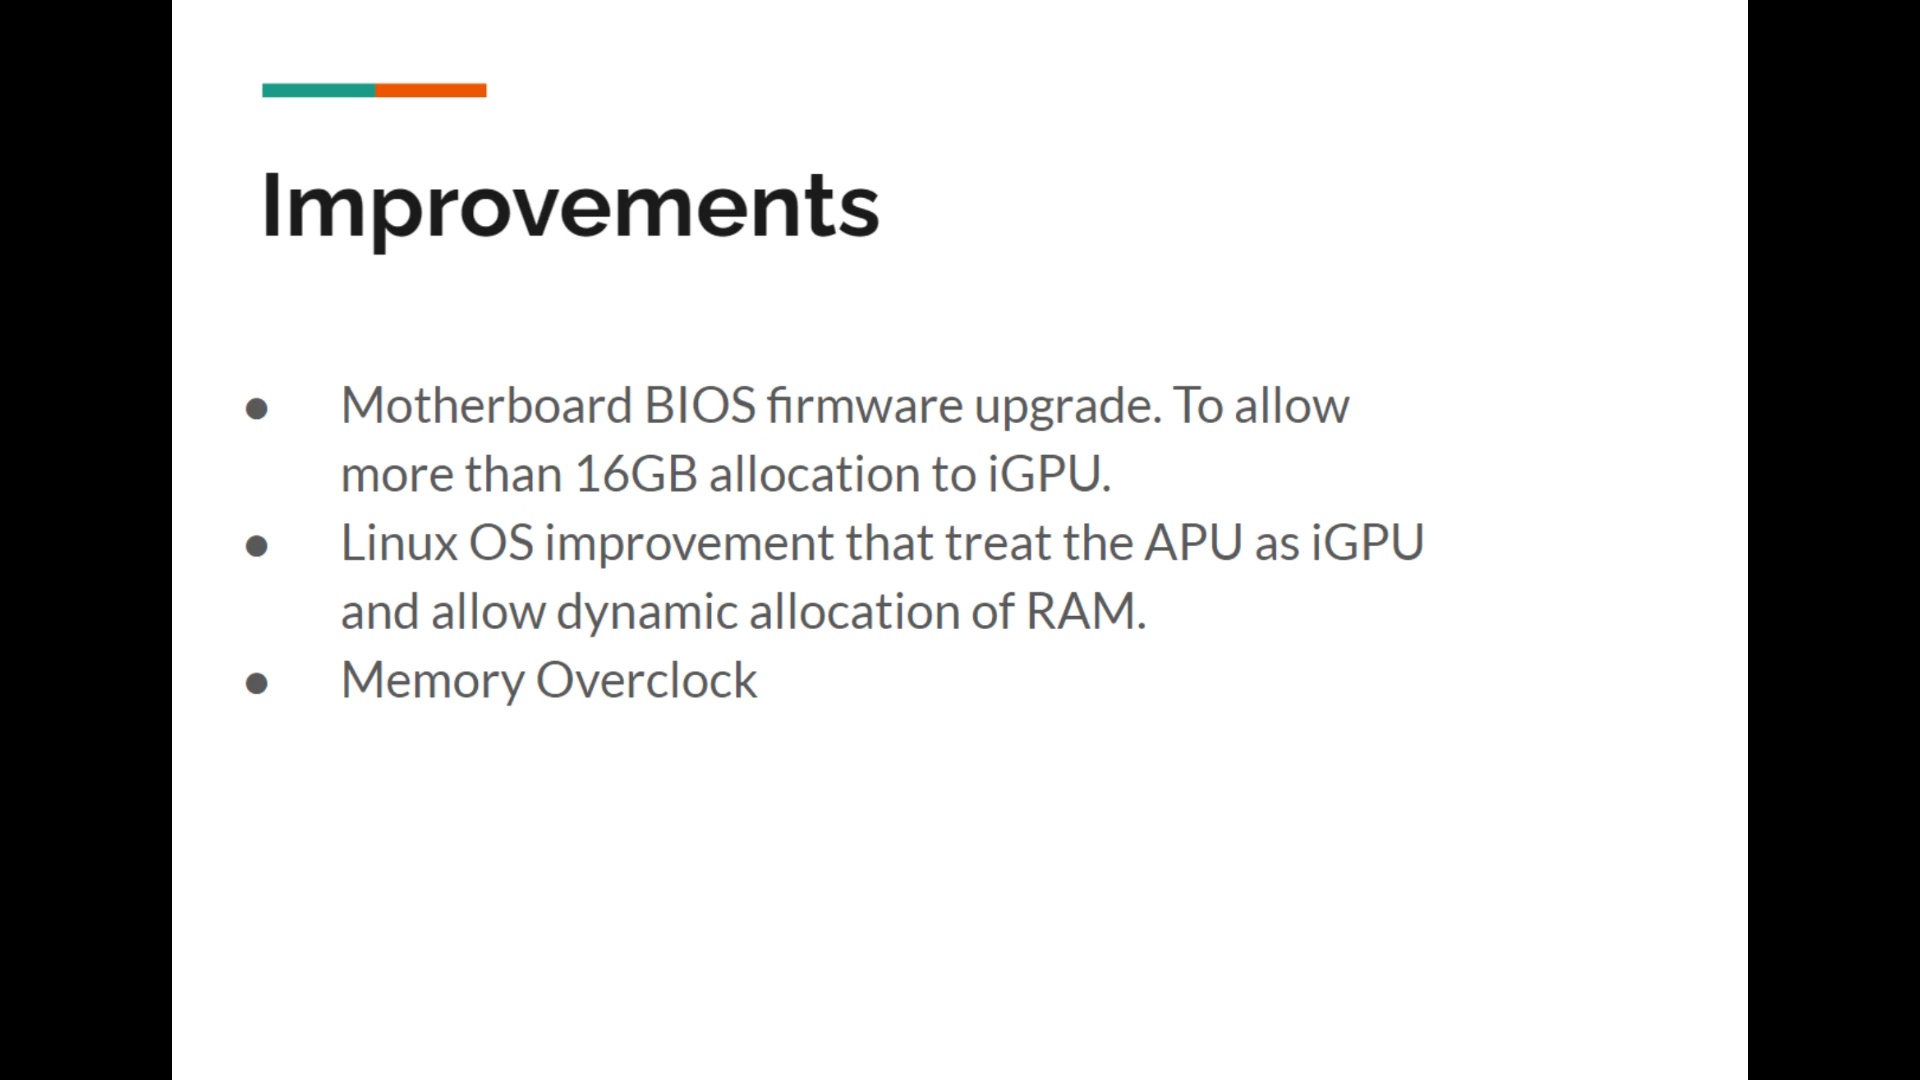 Improvements
● Motherboard BIOS firmware upgrade. To allow
more than 16GB allocation to iGPU.
● Linux OS improvement that treat the APU as iGPU
and allow dynamic allocation of RAM.
● Memory Overclock